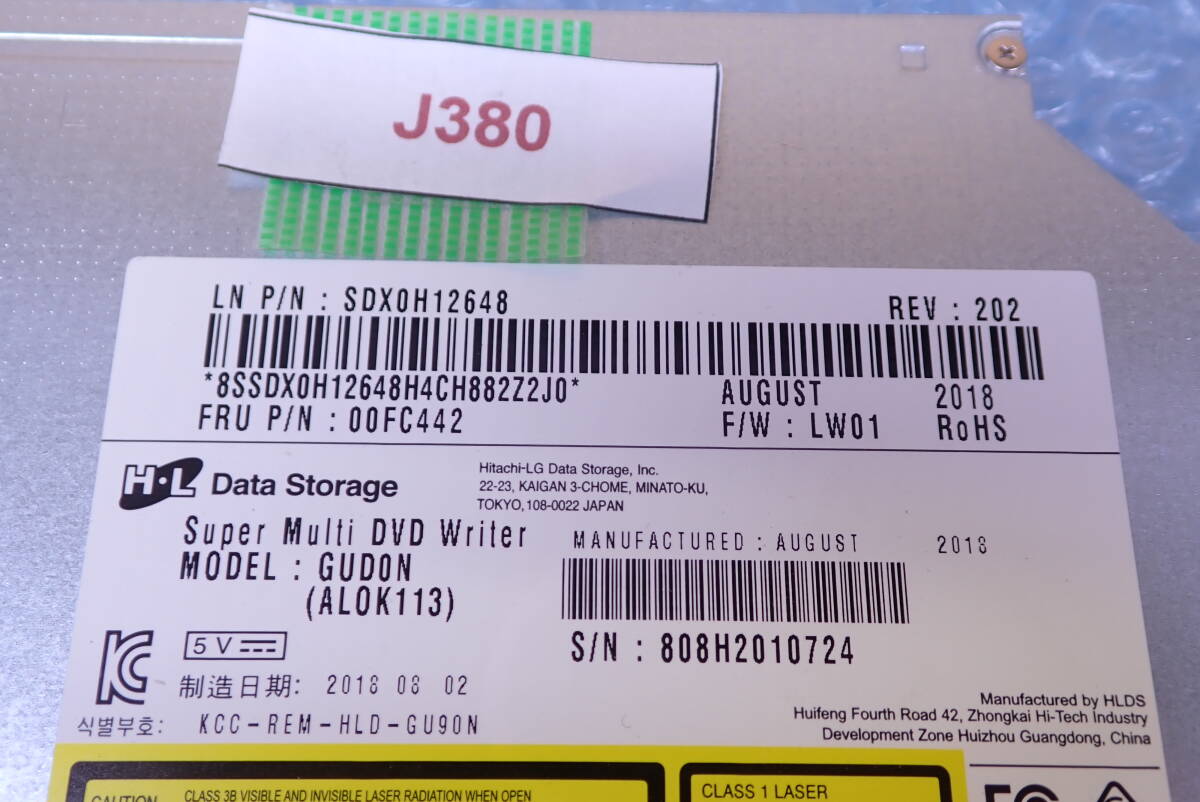 J380
LN P/N : SDX0H12648
REV : 202
*8SSDX0H12648H4CH882Z2J0*
AUGUST 2018
FRU P/N : 00FC442
F/W : LW01 RoHS
H·L Data Storage
Hitachi-LG Data Storage, Inc.
22-23, KAIGAN 3-CHOME, MINATO-KU,
TOKYO, 108-0022 JAPAN
Super Multi DVD Writer
MANUFACTURED : AUGUST 2018
MODEL : GUD0N
(ALOK113)
S/N : 808H2010724
5 V
制造日期: 2018 08 02
식별부호: KCC-REM-HLD-GU90N
Manufactured by HLDS
Huifeng Fourth Road 42, Zhongkai Hi-Tech Industry
Development Zone Huizhou Guangdong, China
CAUTION
CLASS 3B VISIBLE AND INVISIBLE LASER RADIATION WHEN OPEN
CLASS 1 LASER